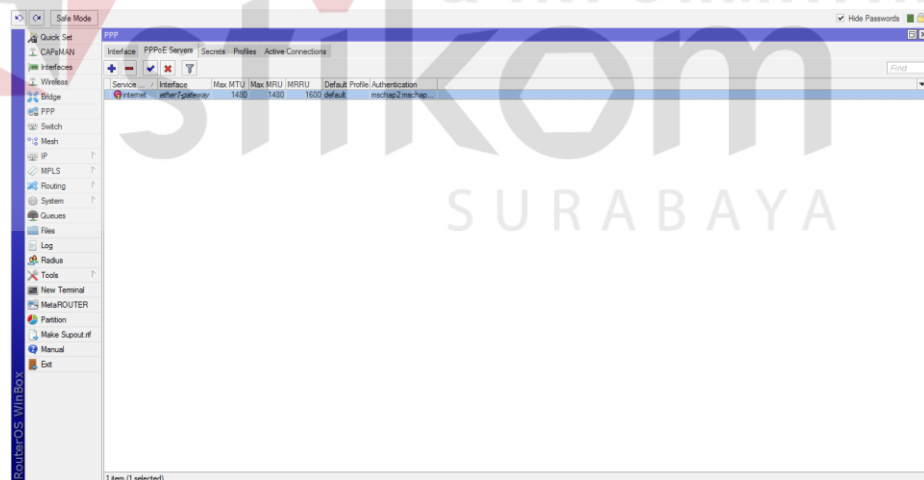 Safe Mode
Hide Passwords
Quick Set
CAPsMAN
Interfaces
Wireless
Bridge
PPP
Switch
Mesh
IP
MPLS
Routing
System
Queues
Files
Log
Radius
Tools
New Terminal
MetaROUTER
Partition
Make Supout.rif
Manual
Exit
RouterOS WinBox
PPP
Interface PPPoE Servers Secrets Profiles Active Connections
Find
Service ... Interface Max MTU Max MRU MRRU Default Profile Authentication
internet ether1-gateway 1480 1480 1600 default mschap2 mschap...
1 item (1 selected)
stikom
SURABAYA